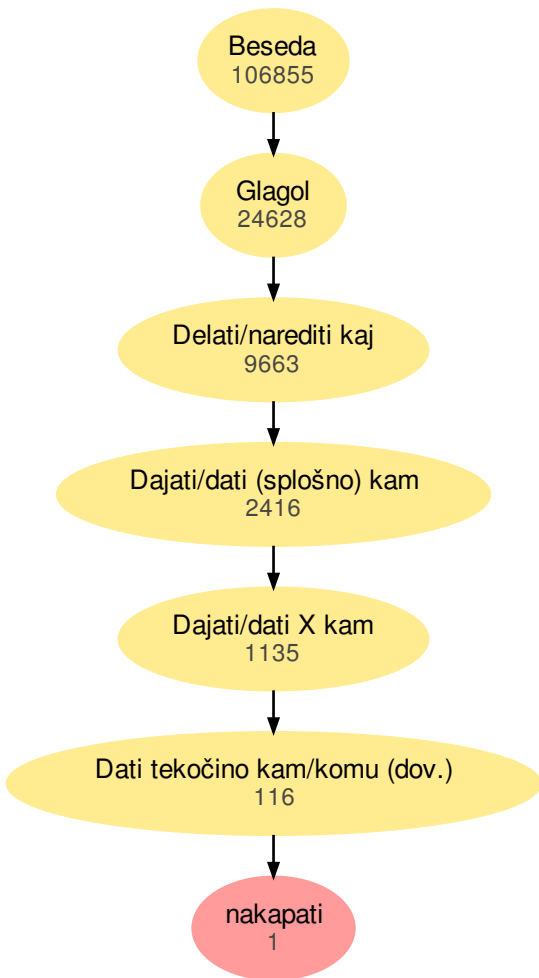 Beseda
106855
Glagol
24628
Delati/narediti kaj
9663
Dajati/dati (splošno) kam
2416
Dajati/dati X kam
1135
Dati tekočino kam/komu (dov.)
116
nakapati
1